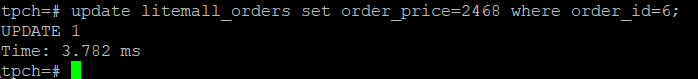 tpch=# update litemall_orders set order_price=2468 where order_id=6;
UPDATE 1
Time: 3.782 ms
tpch=#